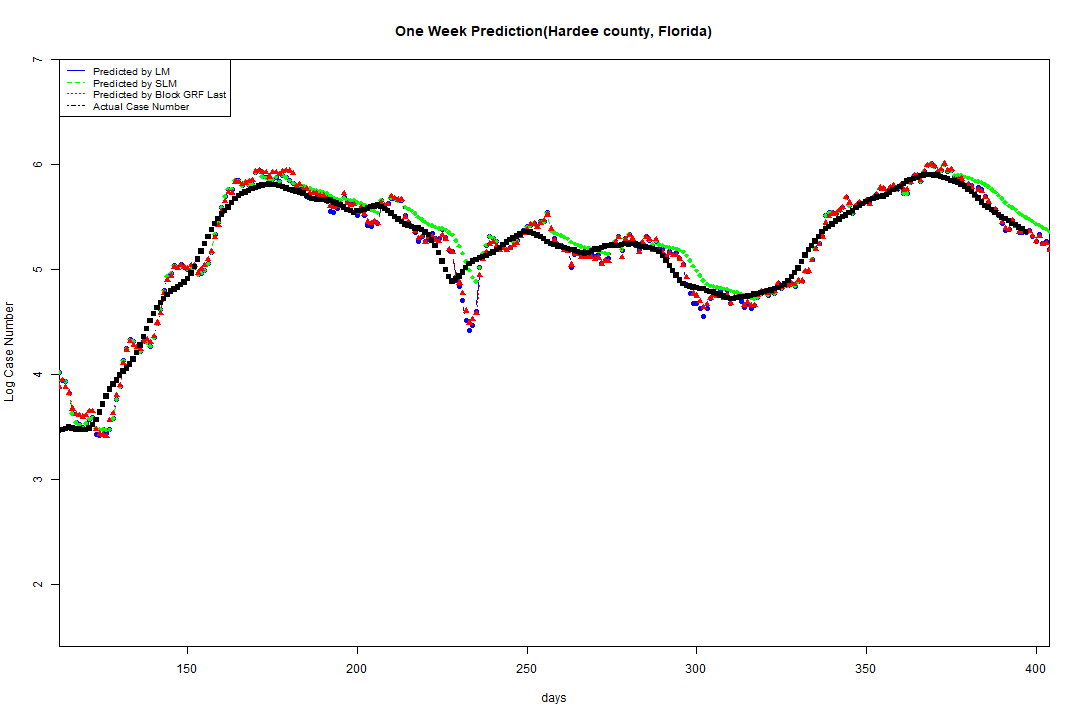 One Week Prediction(Hardee county, Florida)
Predicted by LM
Predicted by SLM
Predicted by Block GRF Last
Actual Case Number
7
6
5
4
3
2
Log Case Number
150 200 250 300 350 400
days